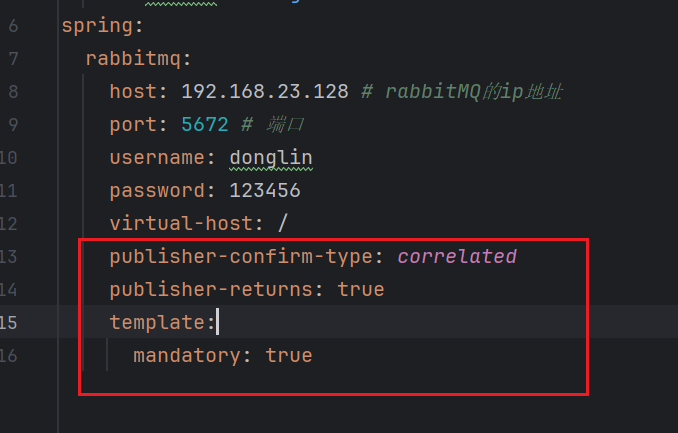 6 spring:
7 rabbitmq:
8 host: 192.168.23.128 # rabbitMQ的ip地址
9 port: 5672 # 端口
10 username: donglin
11 password: 123456
12 virtual-host: /
13 publisher-confirm-type: correlated
14 publisher-returns: true
15 template:
16 mandatory: true